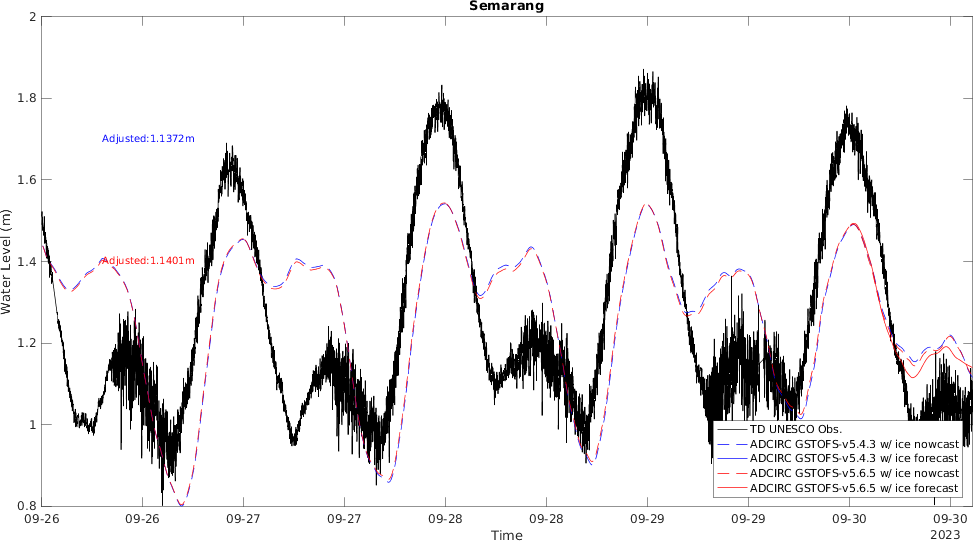 Semarang
2
1.8
1.6
1.4
1.2
1
0.8
Water Level (m)
Adjusted:1.1372m
Adjusted:1.1401m
TD UNESCO Obs.
ADCIRC GSTOFS-v5.4.3 w/ ice nowcast
ADCIRC GSTOFS-v5.4.3 w/ ice forecast
ADCIRC GSTOFS-v5.6.5 w/ ice nowcast
ADCIRC GSTOFS-v5.6.5 w/ ice forecast
09-26 09-26 09-27 09-27 09-28 09-28 09-29 09-29 09-30 09-30
2023
Time